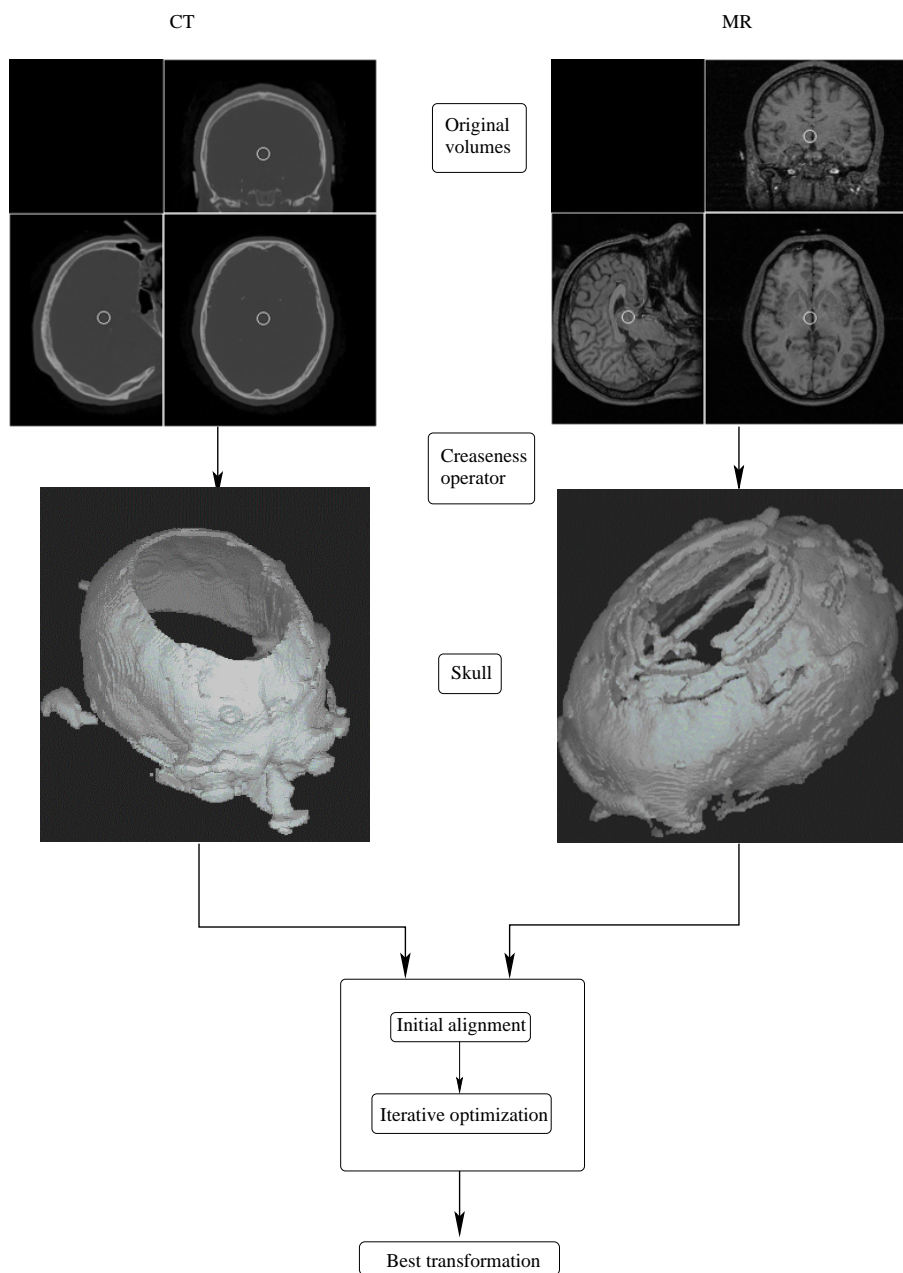 CT
MR
Original
volumes
Creaseness
operator
Skull
Initial alignment
Iterative optimization
Best transformation